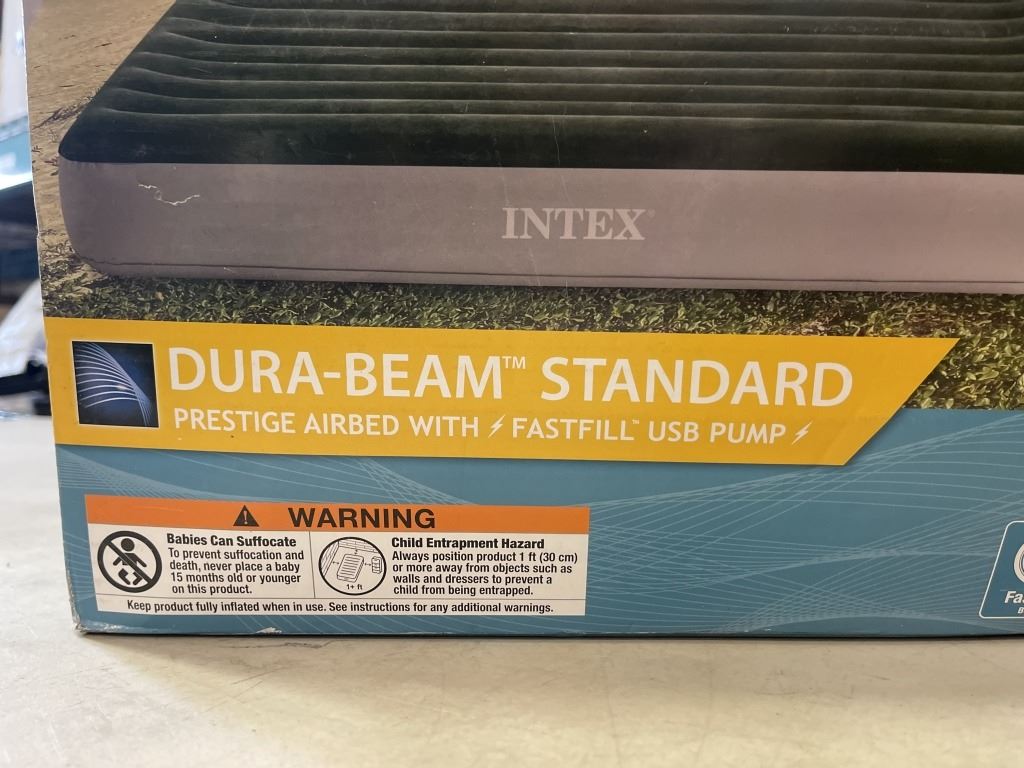 INTEX
DURA-BEAM™ STANDARD
PRESTIGE AIRBED WITH FASTFILL™ USB PUMP
WARNING
Babies Can Suffocate
To prevent suffocation and
death, never place a baby
15 months old or younger
on this product.
1+ ft
Child Entrapment Hazard
Always position product 1 ft (30 cm)
or more away from objects such as
walls and dressers to prevent a
child from being entrapped.
Keep product fully inflated when in use. See instructions for any additional warnings.